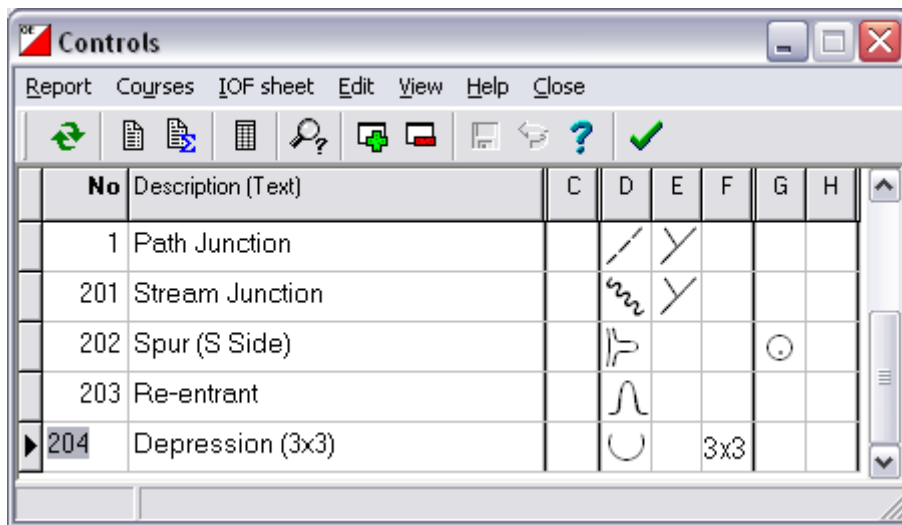 OE Controls
Report Courses IOF sheet Edit View Help Close
No Description (Text) C D E F G H
1 Path Junction
201 Stream Junction
202 Spur (S Side)
203 Re-entrant
204 Depression (3x3) 3x3